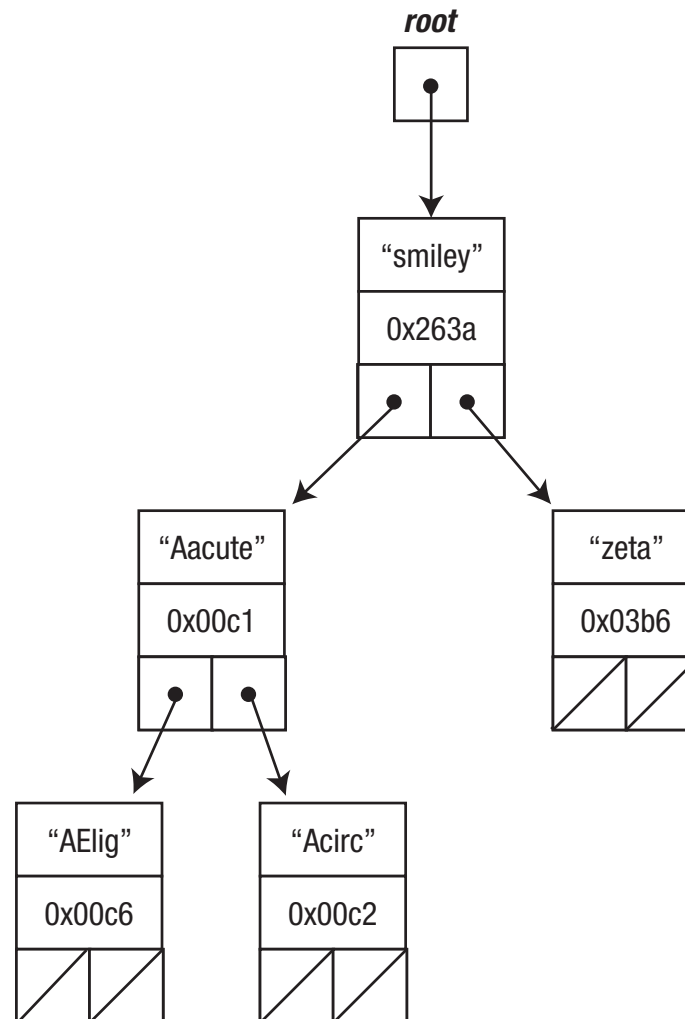 root
“smiley”
0x263a
“Aacute”
0x00c1
“zeta”
0x03b6
“AElig”
0x00c6
“Acirc”
0x00c2